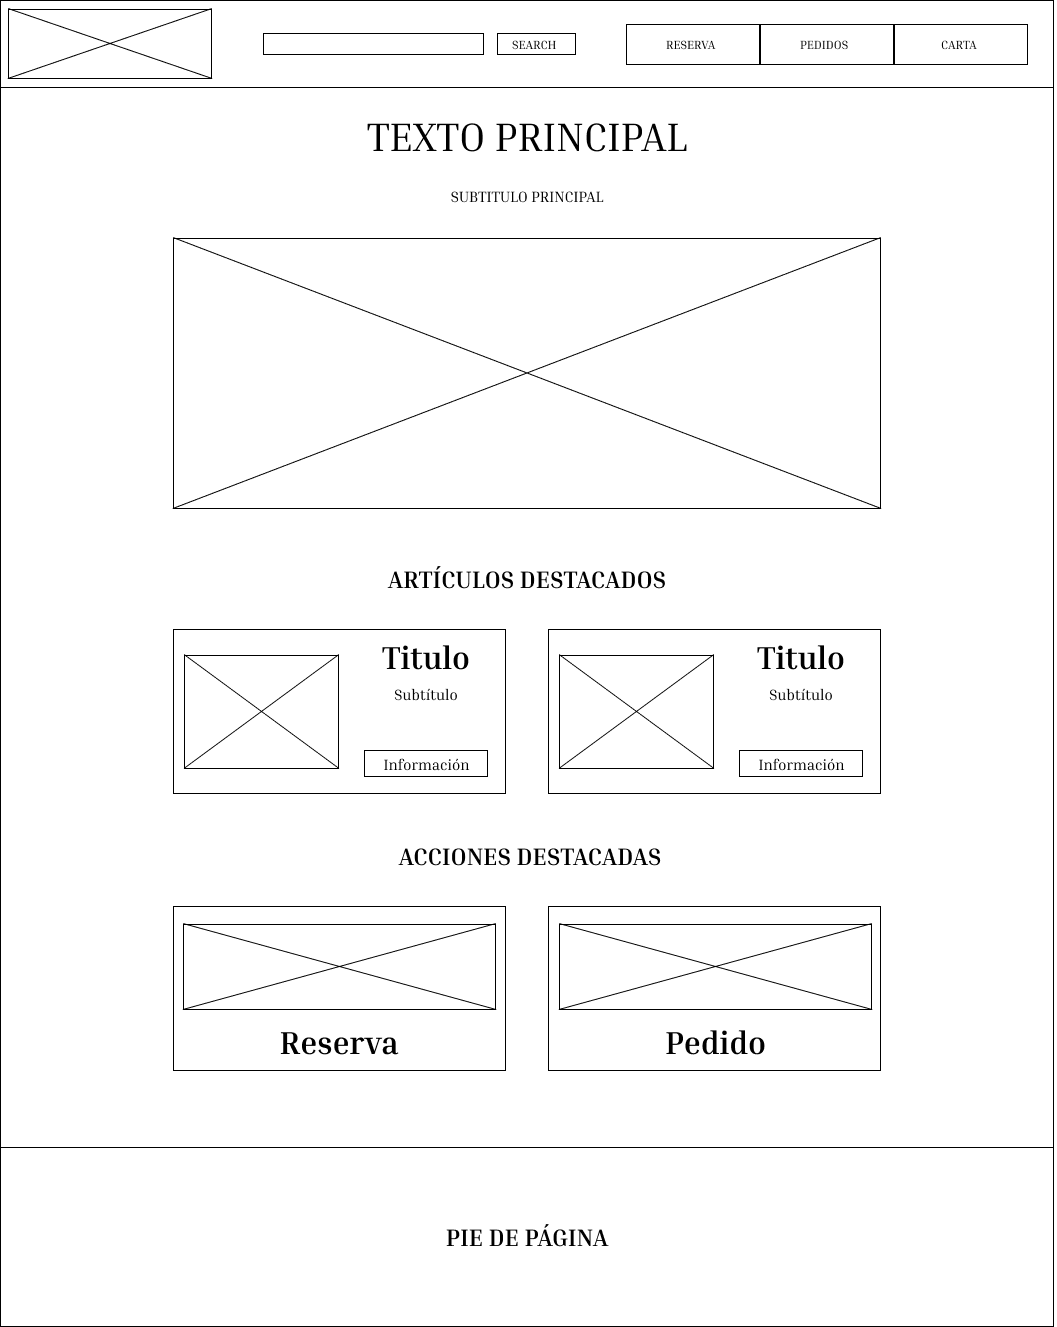 SEARCH
RESERVA
PEDIDOS
CARTA
TEXTO PRINCIPAL
SUBTITULO PRINCIPAL
ARTÍCULOS DESTACADOS
Titulo
Subtítulo
Información
Titulo
Subtítulo
Información
ACCIONES DESTACADAS
Reserva
Pedido
PIE DE PÁGINA